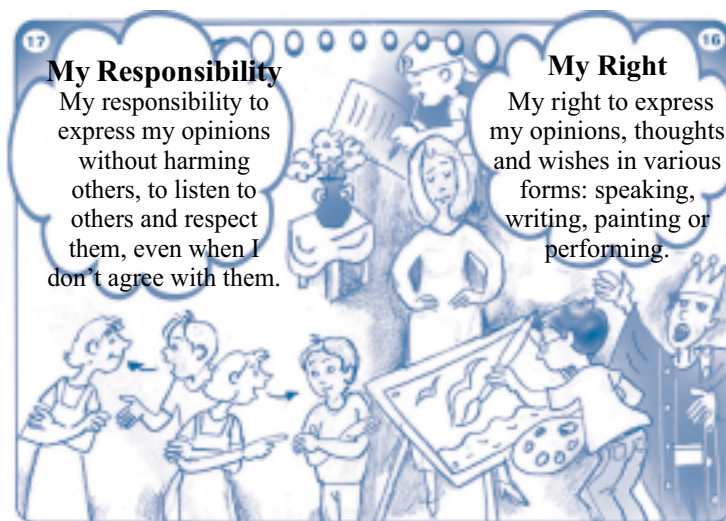 17
My Responsibility
My responsibility to
express my opinions
without harming
others, to listen to
others and respect
them, even when I
don’t agree with them.
16
My Right
My right to express
my opinions, thoughts
and wishes in various
forms: speaking,
writing, painting or
performing.